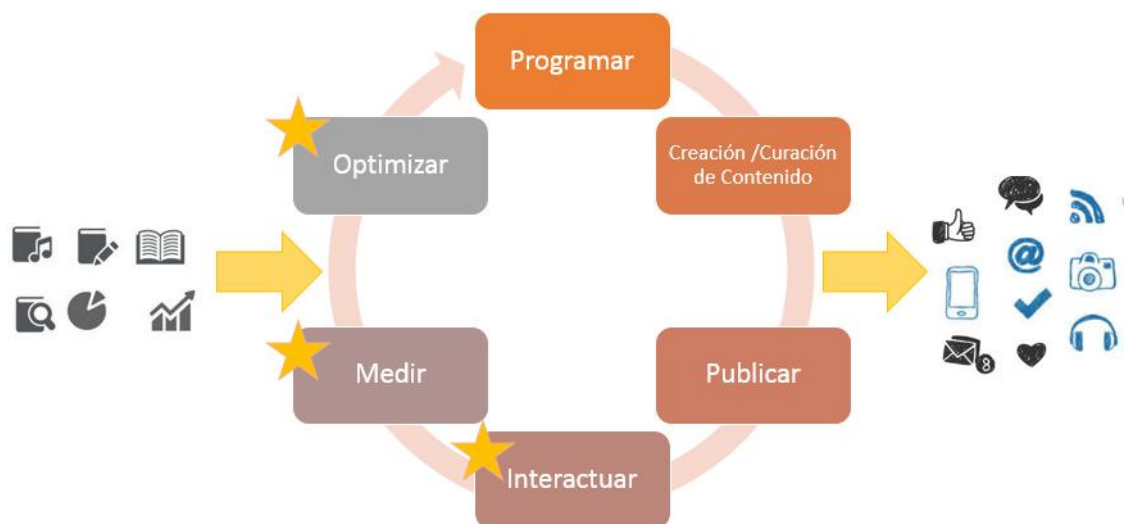 Programar
Creación /Curación
de Contenido
Publicar
Interactuar
Medir
Optimizar
@
8